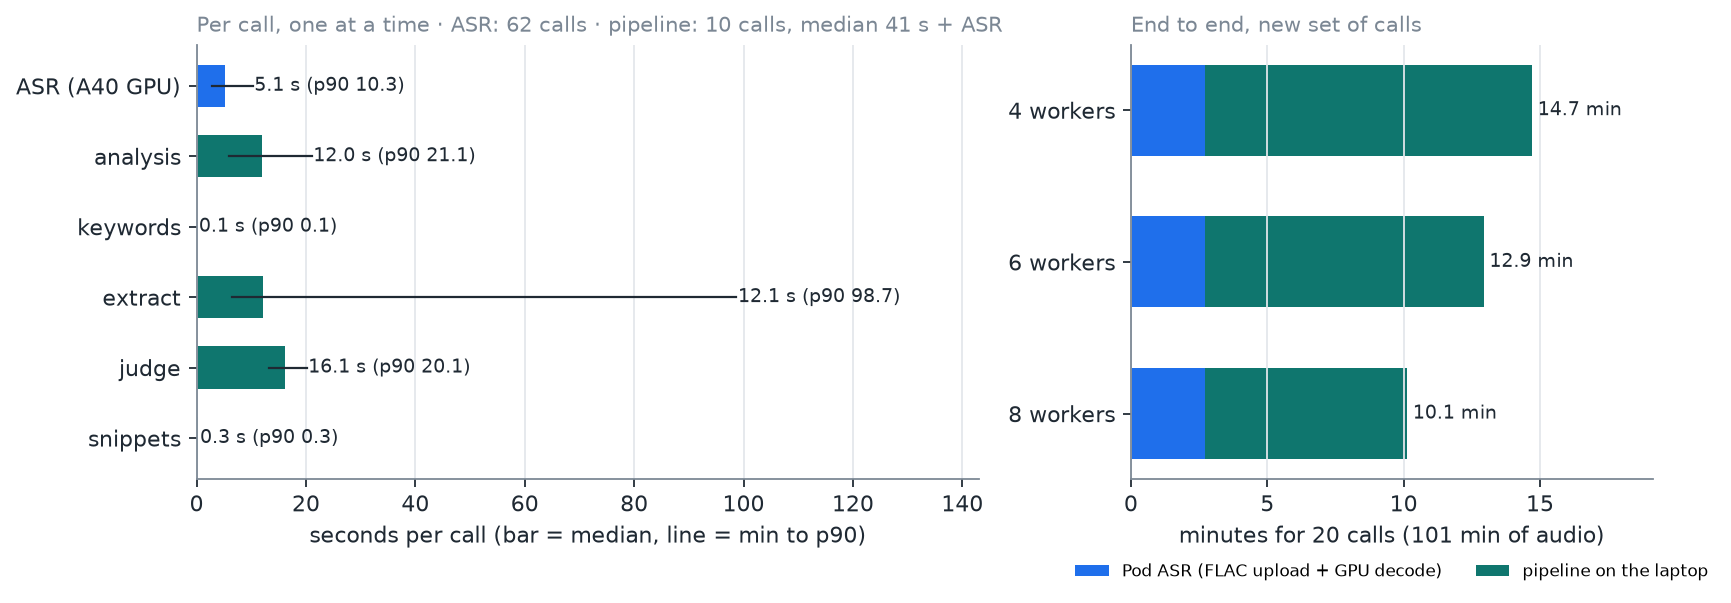 Per call, one at a time · ASR: 62 calls · pipeline: 10 calls, median 41 s + ASR
ASR (A40 GPU)
5.1 s (p90 10.3)
analysis
12.0 s (p90 21.1)
keywords
0.1 s (p90 0.1)
extract
12.1 s (p90 98.7)
judge
16.1 s (p90 20.1)
snippets
0.3 s (p90 0.3)
0 20 40 60 80 100 120 140
seconds per call (bar = median, line = min to p90)
End to end, new set of calls
4 workers
14.7 min
6 workers
12.9 min
8 workers
10.1 min
0 5 10 15
minutes for 20 calls (101 min of audio)
Pod ASR (FLAC upload + GPU decode)
pipeline on the laptop